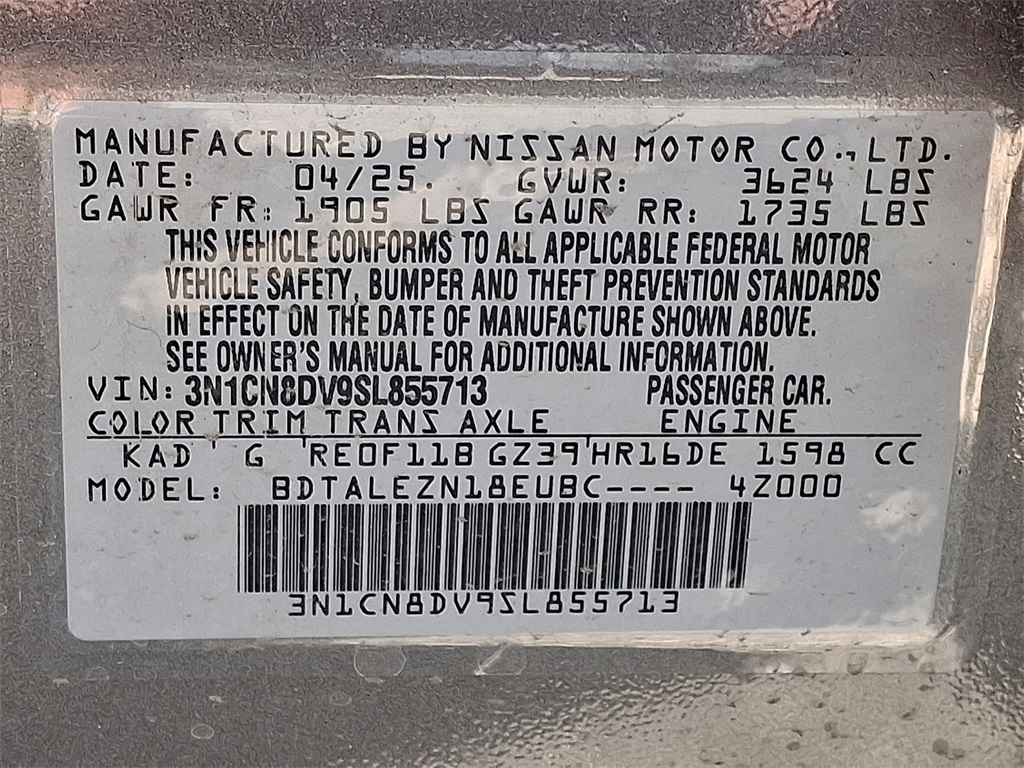 MANUFACTURED BY NISSAN MOTOR CO., LTD.
DATE: 04/25. GVWR: 3624 LBS
GAWR FR: 1905 LBS GAWR RR: 1735 LBS
THIS VEHICLE CONFORMS TO ALL APPLICABLE FEDERAL MOTOR
VEHICLE SAFETY, BUMPER AND THEFT PREVENTION STANDARDS
IN EFFECT ON THE DATE OF MANUFACTURE SHOWN ABOVE.
SEE OWNER'S MANUAL FOR ADDITIONAL INFORMATION.
VIN: 3N1CN8DV9SL855713 PASSENGER CAR.
COLOR TRIM TRANS AXLE ENGINE
KAD ' G 'RE0F11B GZ39'HR16DE 1598 CC
MODEL: BDTALEZN18EUBC---- 4Z000
3N1CN8DV9SL855713